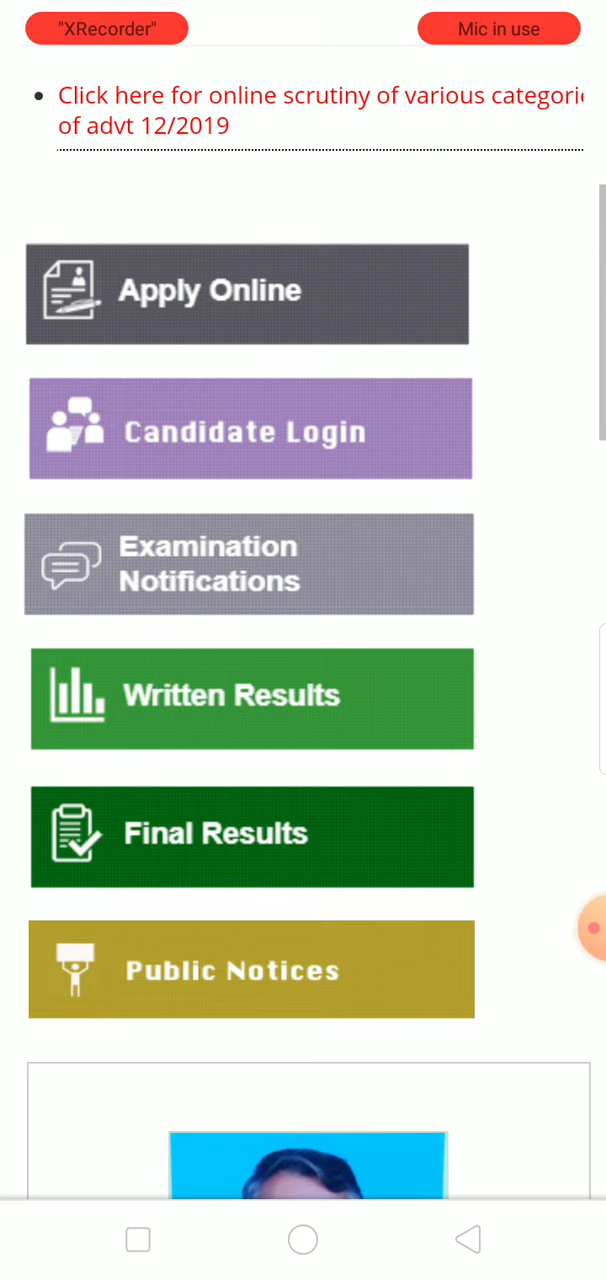 "XRecorder"
Mic in use
Click here for online scrutiny of various
of advt 12/2019
Apply Online
Candidate Login
Examination
Notifications
Written Results
Final Results
Public Notices